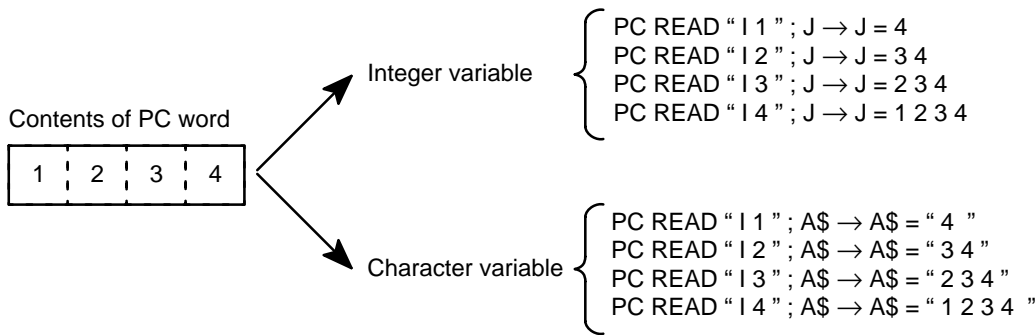 Contents of PC word
1 2 3 4
Integer variable
PC READ “ I 1 ” ; J → J = 4
PC READ “ I 2 ” ; J → J = 3 4
PC READ “ I 3 ” ; J → J = 2 3 4
PC READ “ I 4 ” ; J → J = 1 2 3 4
Character variable
PC READ “ I 1 ” ; A$ → A$ = “ 4 ”
PC READ “ I 2 ” ; A$ → A$ = “ 3 4 ”
PC READ “ I 3 ” ; A$ → A$ = “ 2 3 4 ”
PC READ “ I 4 ” ; A$ → A$ = “ 1 2 3 4 ”